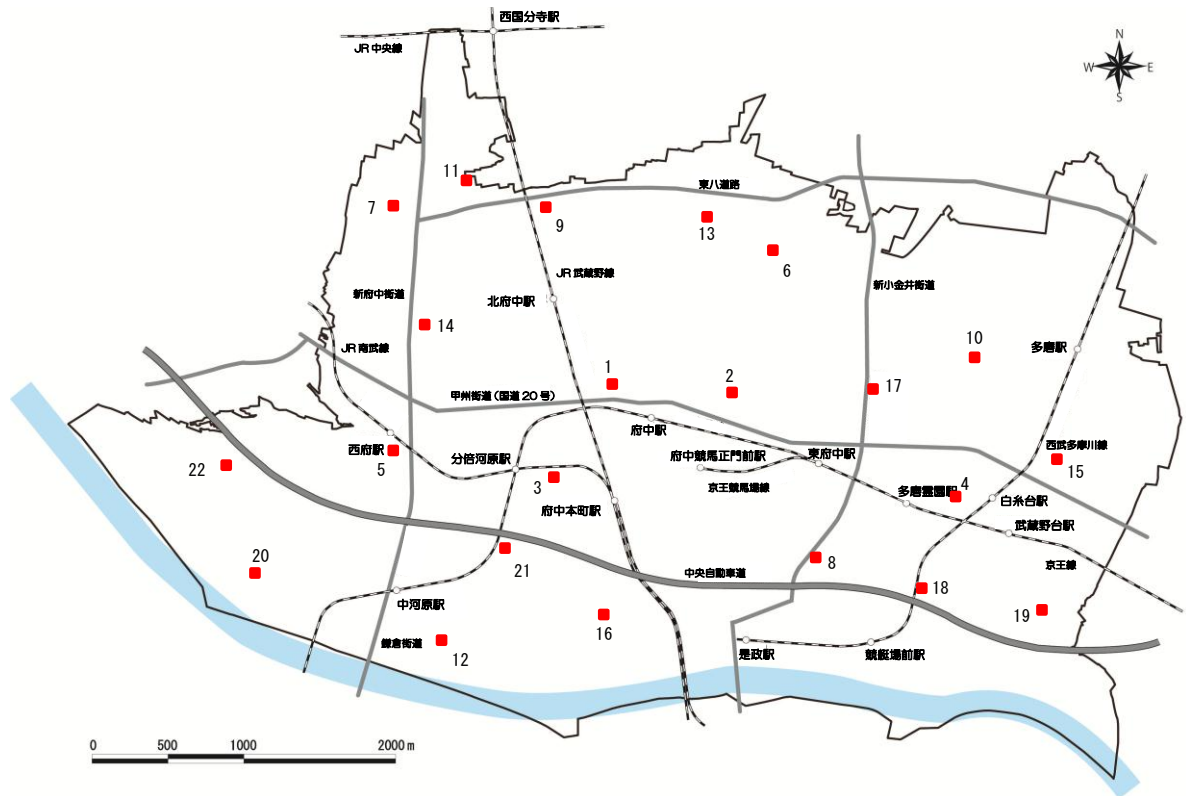 西国分寺駅
JR中央線
N
W
E
S
11
東八道路
7
9
13
6
JR武蔵野線
新府中街道
北府中駅
新小金井街道
14
JR南武線
10
多磨駅
1
2
17
甲州街道(国道20号)
府中駅
西府駅
分倍河原駅
府中競馬正門前駅
東府中駅
西武多摩川線
22
5
3
京王競馬場線
多磨霊園駅
4
15
府中本町駅
白糸台駅
武蔵野台駅
21
8
20
中央自動車道
京王線
中河原駅
18
19
鎌倉街道
12
16
是政駅
競艇場前駅
0
500
1000
2000m